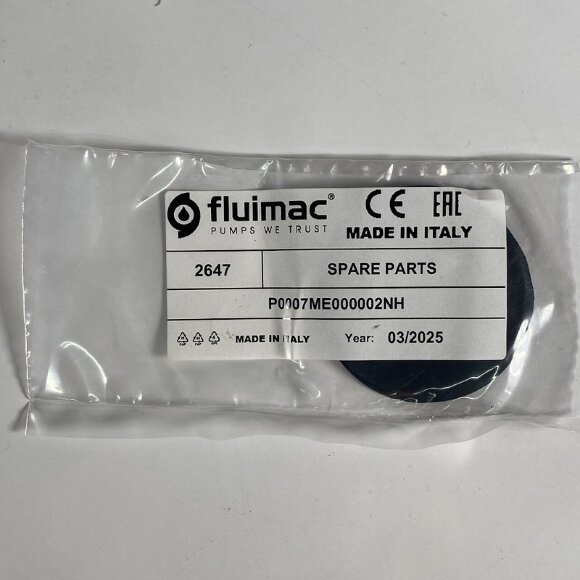 fluimac®
PUMPS WE TRUST
CE EAC
MADE IN ITALY
2647 SPARE PARTS
P0007ME000002NH
MADE IN ITALY Year: 03/2025